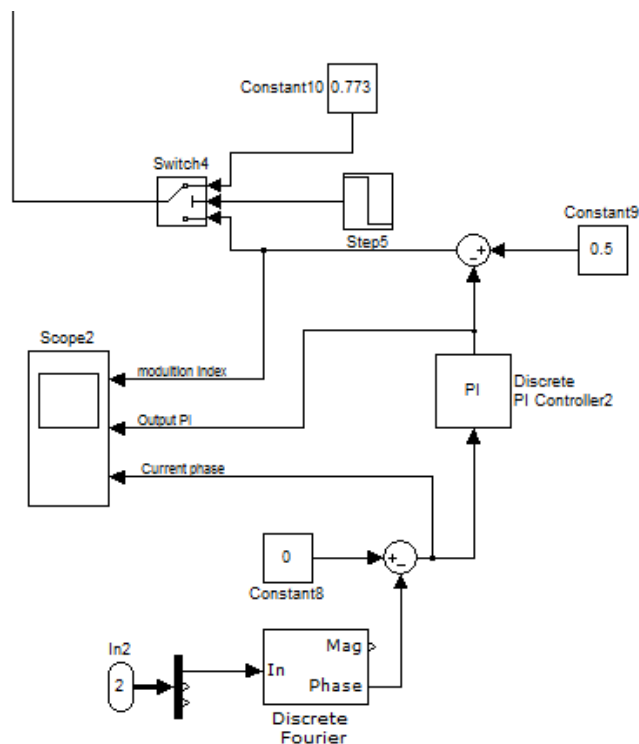 Constant10 0.773
Switch4
Constant9
0.5
Step5
Scope2
modultion Index
PI
Discrete
PI Controller2
Output PI
Current phase
0
Constant8
In2
2
In
Mag
Phase
Discrete
Fourier